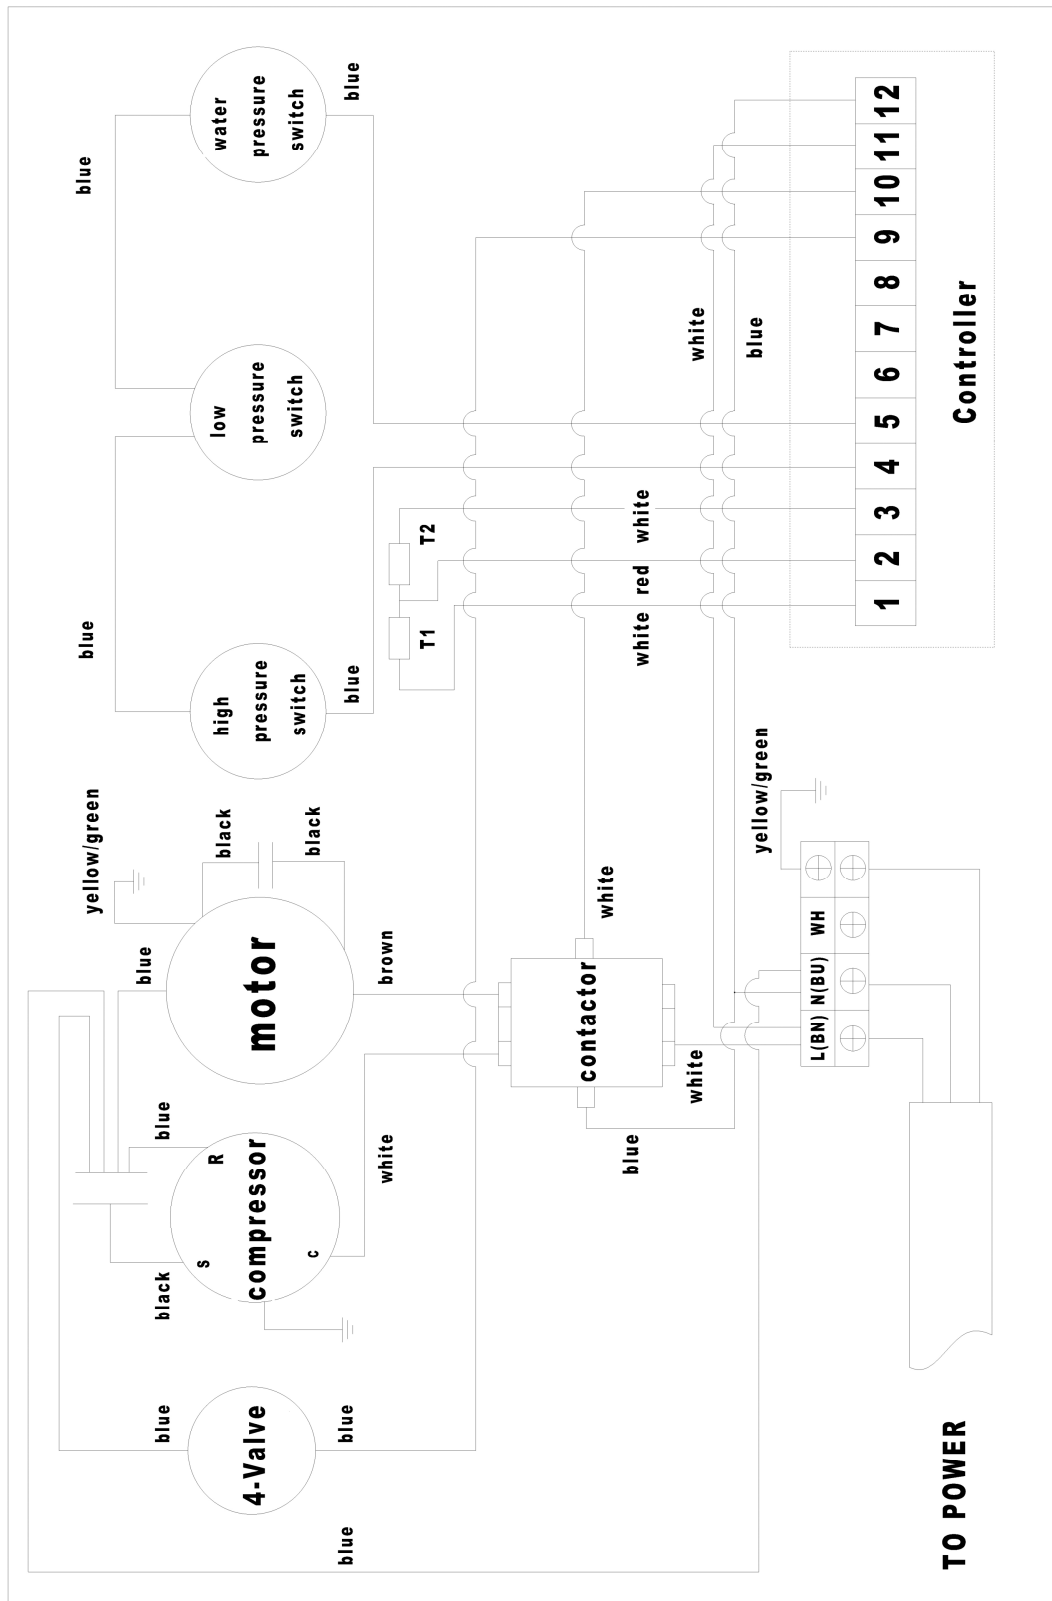 4-Valve
blue
blue
blue
compressor
S
R
C
black
blue
white
motor
blue
brown
yellow/green
black
black
high
pressure
switch
blue
blue
low
pressure
switch
blue
water
pressure
switch
blue
T1
T2
white
red
white
white
blue
contactor
white
blue
white
TO POWER
L(BN)
N(BU)
WH
yellow/green
1
2
3
4
5
6
7
8
9
10
11
12
Controller